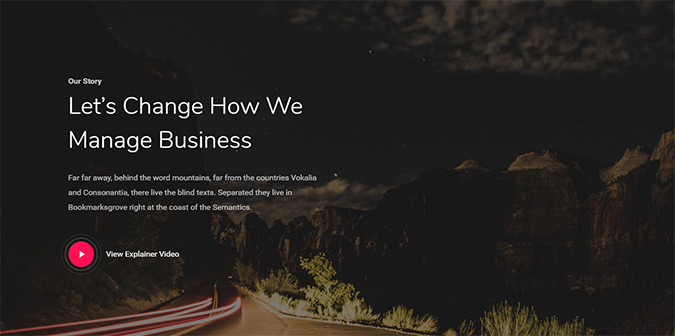 Our Story
Let's Change How We
Manage Business
Far far away, behind the word mountains, far from the countries Vokalia
and Consonantia, there live the blind texts. Separated they live in
Bookmarksgrove right at the coast of the Semantics.
View Explainer Video